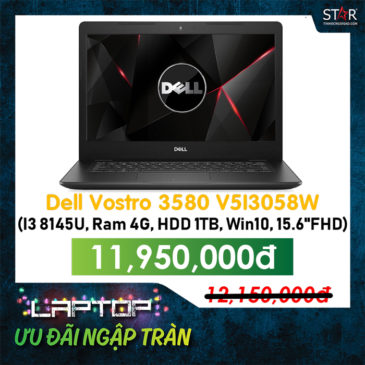 STAR
DELL
DELL
Dell Vostro 3580 V5I3058W
(I3 8145U, Ram 4G, HDD 1TB, Win10, 15.6"FHD)
11,950,000đ
12,150,000đ
LAPTOP
ƯU ĐÃI NGẬP TRÀN